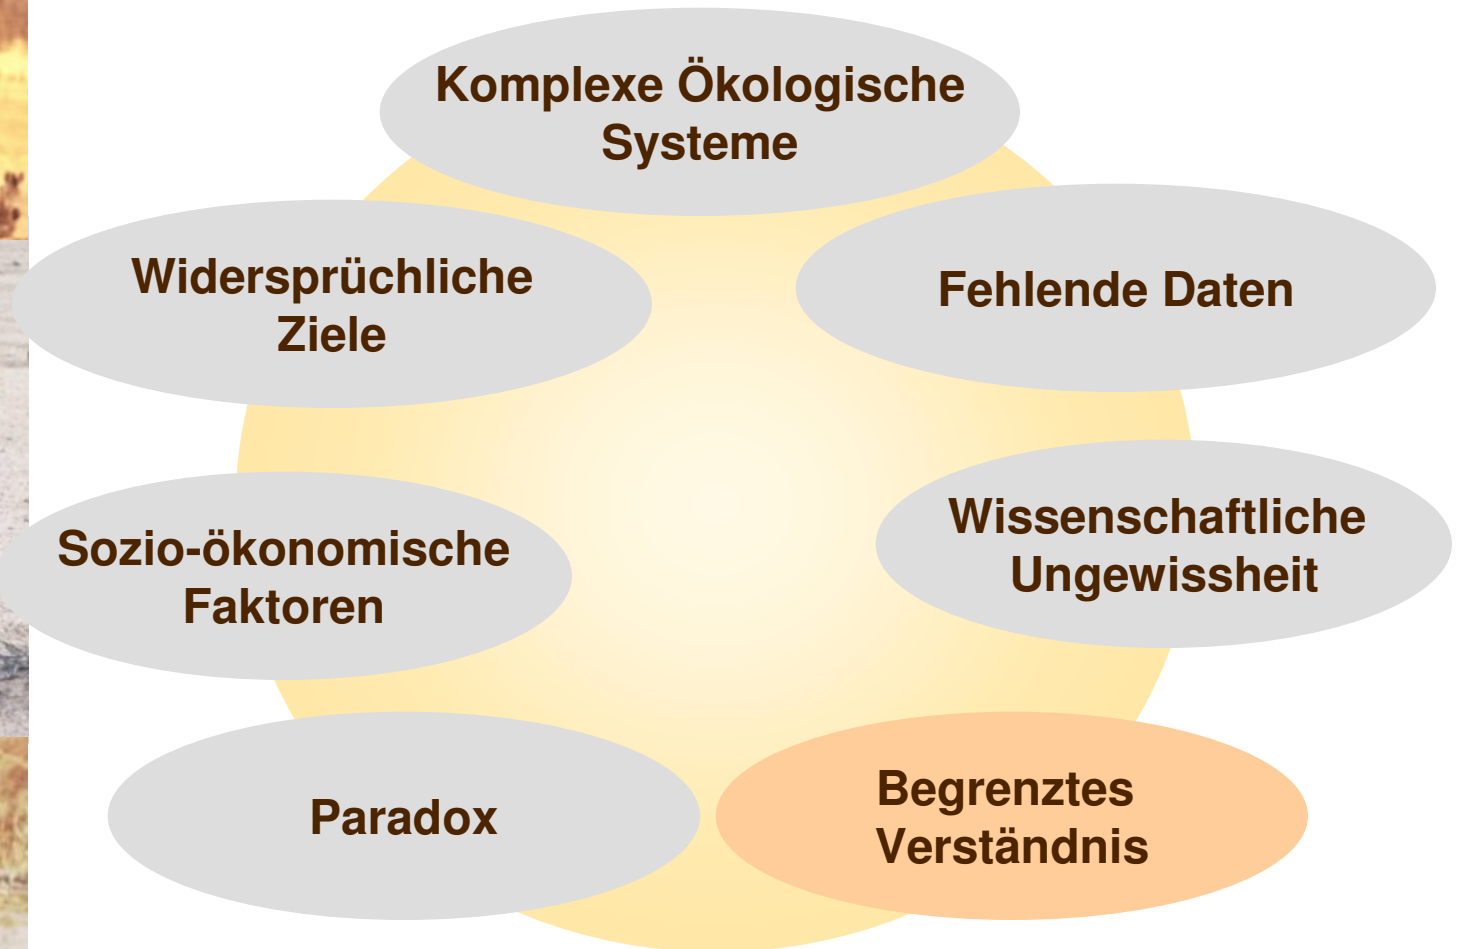 Komplexe Ökologische
Systeme
Widersprüchliche
Ziele
Fehlende Daten
Sozio-ökonomische
Faktoren
Wissenschaftliche
Ungewissheit
Paradox
Begrenztes
Verständnis